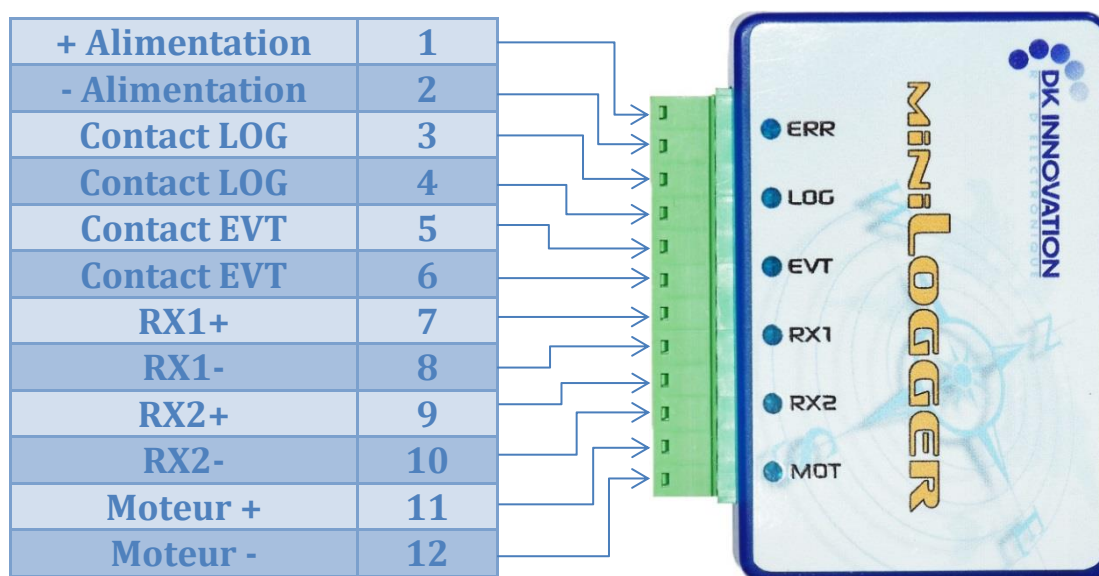 + Alimentation 1
- Alimentation 2
Contact LOG 3
Contact LOG 4
Contact EVT 5
Contact EVT 6
RX1+ 7
RX1- 8
RX2+ 9
RX2- 10
Moteur + 11
Moteur - 12
ERR
LOG
EVT
RX1
RX2
MOT
MiNiLOGGER
DK INNOVATION
R & D ELECTRONIQUE
N